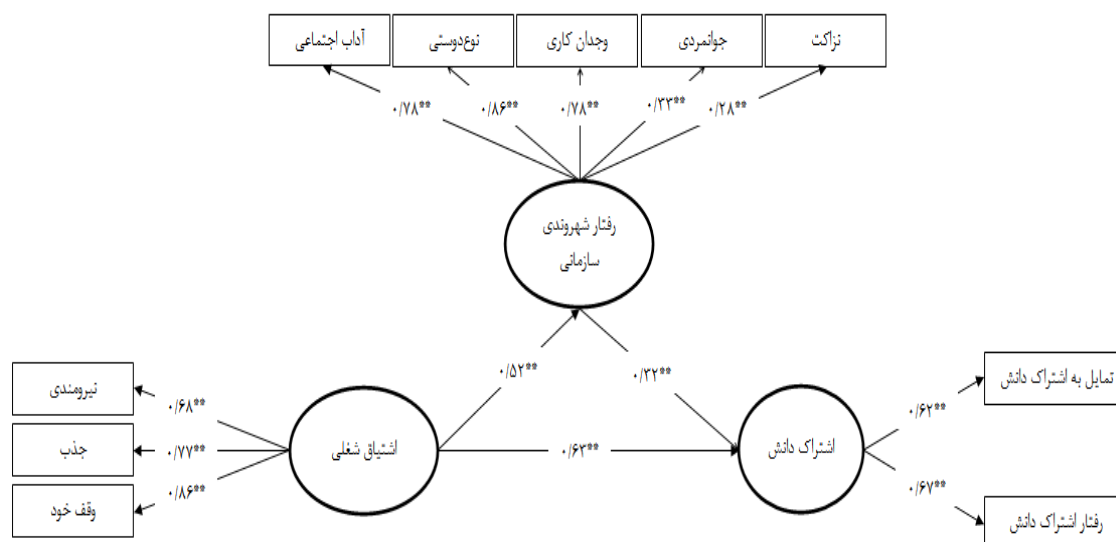 نزاکت
جوانمردی
وجدان کاری
نوع‌دوستی
آداب اجتماعی
۰/۲۸**
۰/۳۳**
۰/۷۸**
۰/۸۶**
۰/۷۸**
رفتار شهروندی
سازمانی
۰/۳۲**
۰/۵۲**
تمایل به اشتراک دانش
۰/۶۲**
اشتراک دانش
۰/۶۷**
رفتار اشتراک دانش
۰/۶۳**
اشتیاق شغلی
نیرومندی
۰/۶۸**
جذب
۰/۷۷**
وقف خود
۰/۸۶**